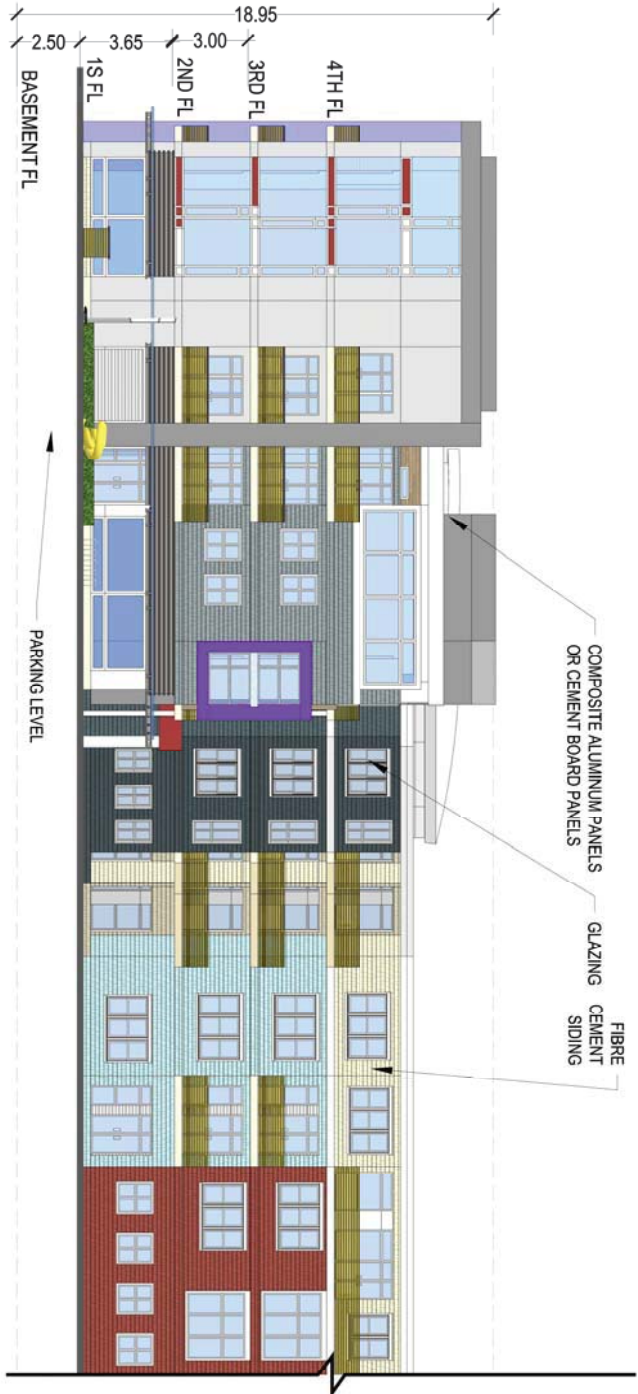 18.95
2.50
3.65
3.00
BASEMENT FL
1S FL
2ND FL
3RD FL
4TH FL
PARKING LEVEL
COMPOSITE ALUMINUM PANELS
OR CEMENT BOARD PANELS
GLAZING
FIBRE
CEMENT
SIDING